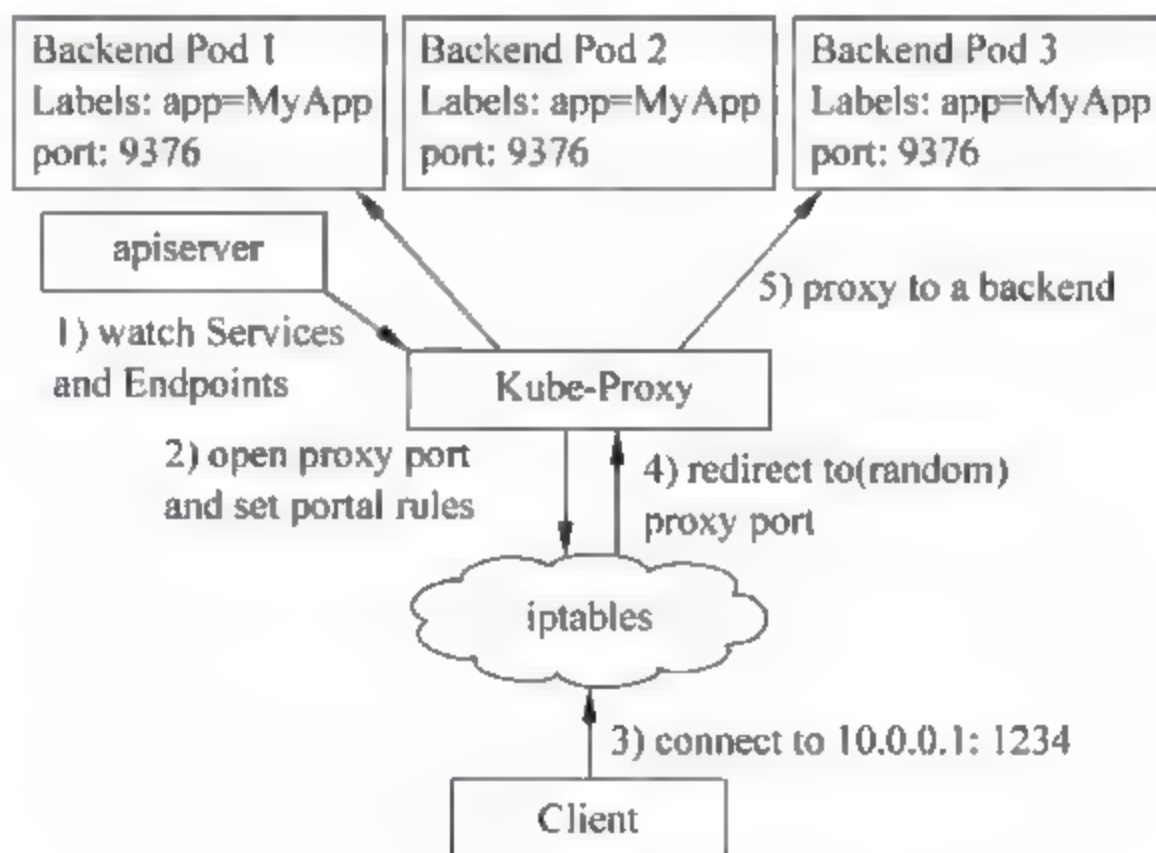 Backend Pod 1
Labels: app=MyApp
port: 9376
Backend Pod 2
Labels: app=MyApp
port: 9376
Backend Pod 3
Labels: app=MyApp
port: 9376
apiserver
5) proxy to a backend
1) watch Services
and Endpoints
Kube-Proxy
2) open proxy port
and set portal rules
4) redirect to(random)
proxy port
iptables
3) connect to 10.0.0.1: 1234
Client